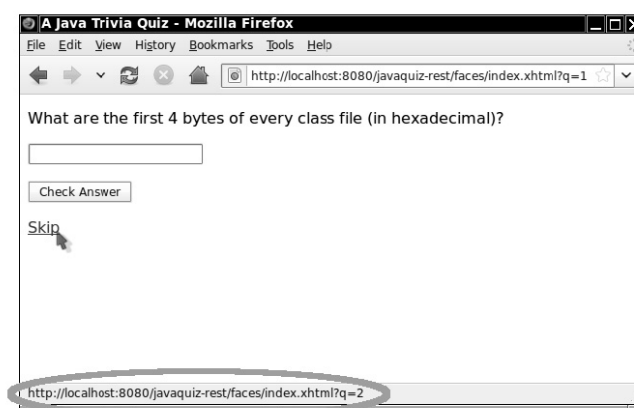 A Java Trivia Quiz - Mozilla Firefox
File Edit View History Bookmarks Tools Help
http://localhost:8080/javaquiz-rest/faces/index.xhtml?q=1
What are the first 4 bytes of every class file (in hexadecimal)?
Check Answer
Skip
http://localhost:8080/javaquiz-rest/faces/index.xhtml?q=2